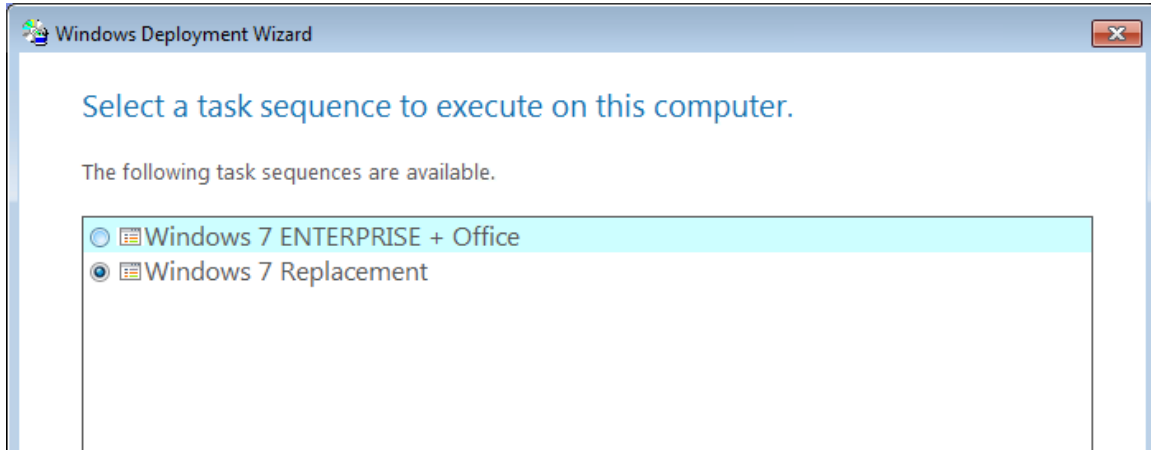 Windows Deployment Wizard
Select a task sequence to execute on this computer.
The following task sequences are available.
Windows 7 ENTERPRISE + Office
Windows 7 Replacement